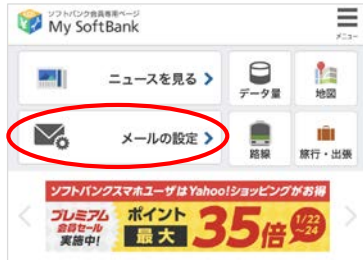 ソフトバンク会員専用ページ
My SoftBank
メニュー
ニュースを見る
データ量
地図
メールの設定
路線
旅行・出張
ソフトバンクスマホユーザはYahoo!ショッピングがお得
プレミアム
会員セール
実施中!
ポイント
最大
35倍
1/22
~24